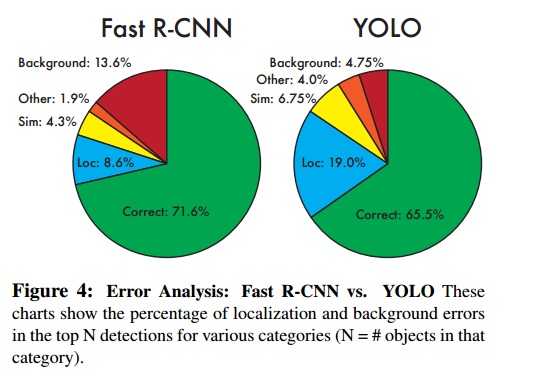 Fast R-CNN
Background: 13.6%
Other: 1.9%
Sim: 4.3%
Loc: 8.6%
Correct: 71.6%
YOLO
Background: 4.75%
Other: 4.0%
Sim: 6.75%
Loc: 19.0%
Correct: 65.5%
Figure 4: Error Analysis: Fast R-CNN vs. YOLO These
charts show the percentage of localization and background errors
in the top N detections for various categories (N = # objects in that
category).